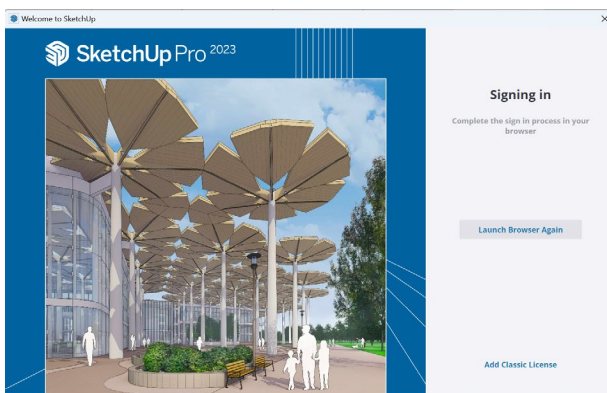 Welcome to SketchUp
SketchUp Pro 2023
Signing in
Complete the sign in process in your
browser
Launch Browser Again
Add Classic License